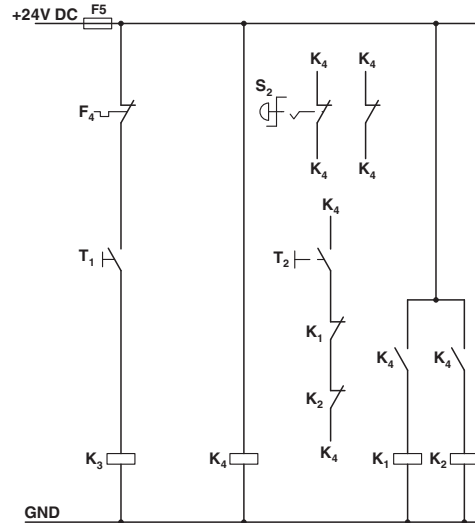 +24V DC F5
K4 K4
S2
F4
K4 K4
K4
T1 T2
K1
K4 K4
K2
K4
K3 K4 K1 K2
GND